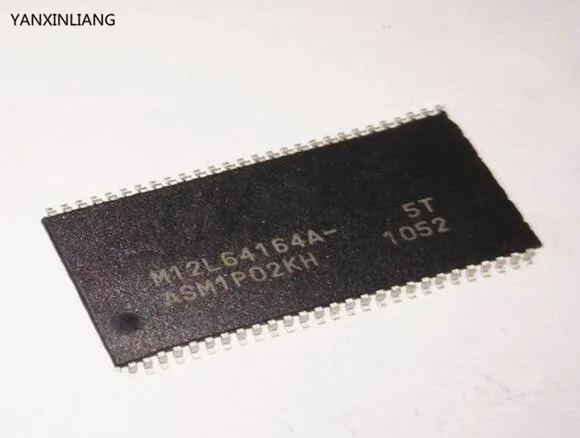 YANXINLIANG
M12L64164A- 5T
ASM1P02KH 1052